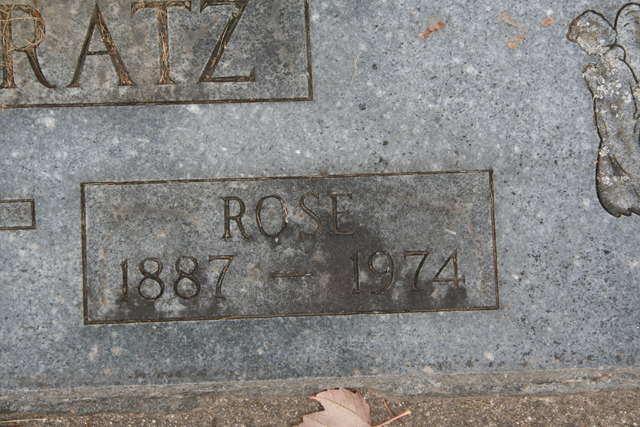 RATZ
ROSE
1887 — 1974